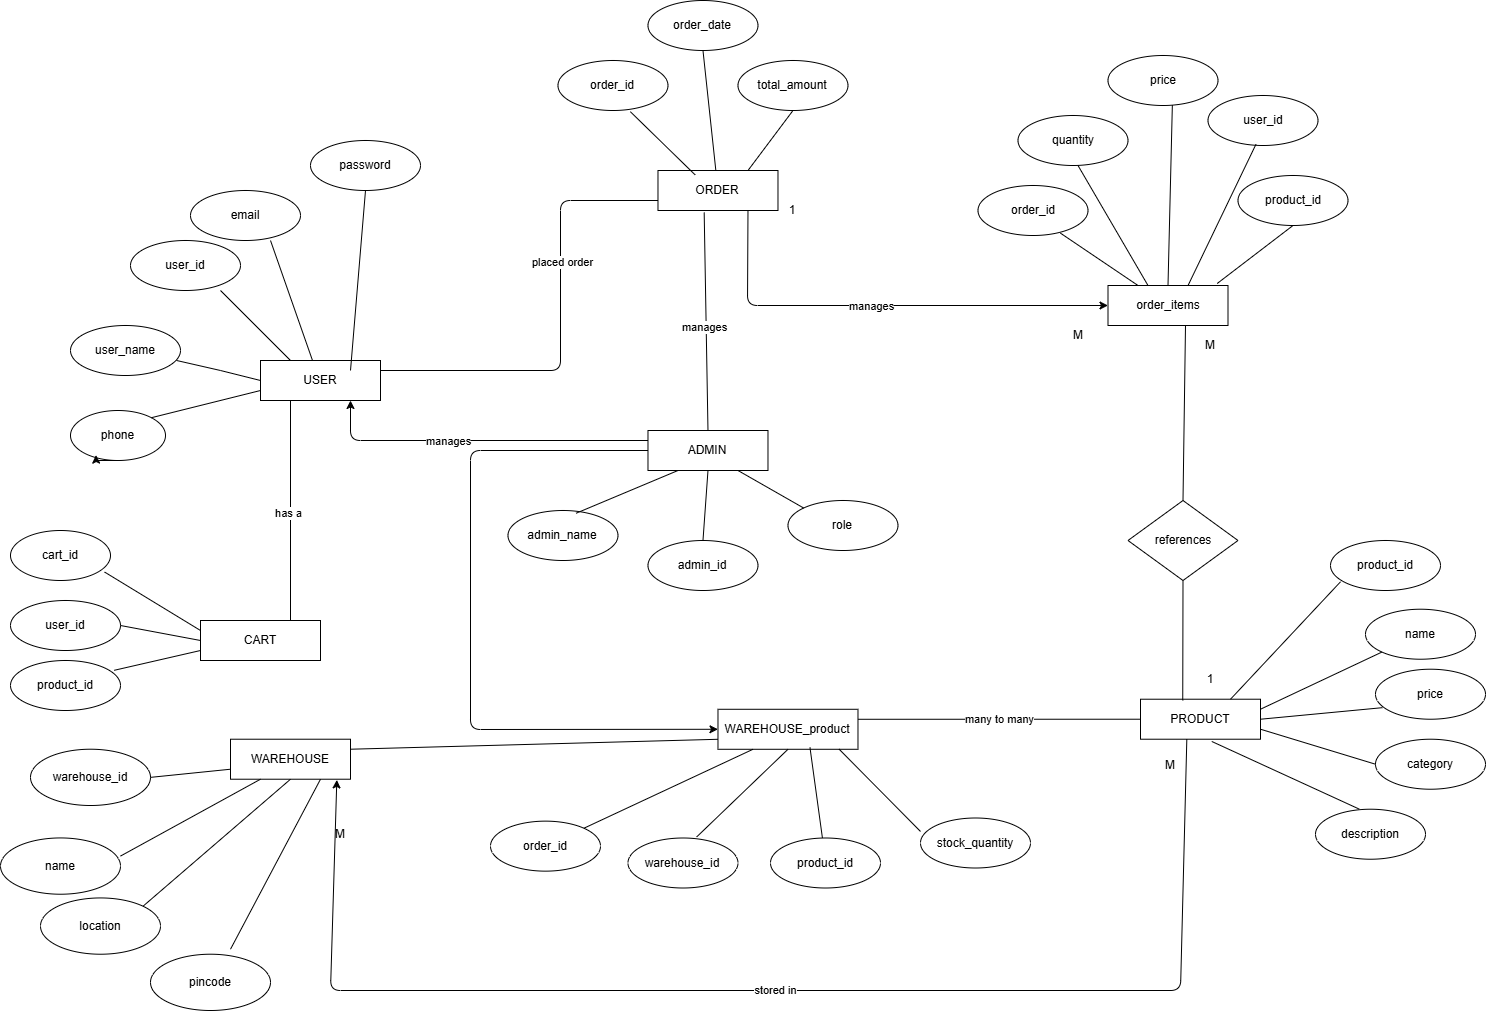 order_date
order_id
total_amount
ORDER
1
price
user_id
quantity
order_id
product_id
order_items
M
M
password
email
user_id
user_name
phone
USER
placed order
manages
manages
manages
ADMIN
admin_name
admin_id
role
has a
cart_id
user_id
product_id
CART
references
product_id
name
price
category
description
1
PRODUCT
M
many to many
WAREHOUSE_product
order_id
warehouse_id
product_id
stock_quantity
WAREHOUSE
warehouse_id
name
location
pincode
M
stored in